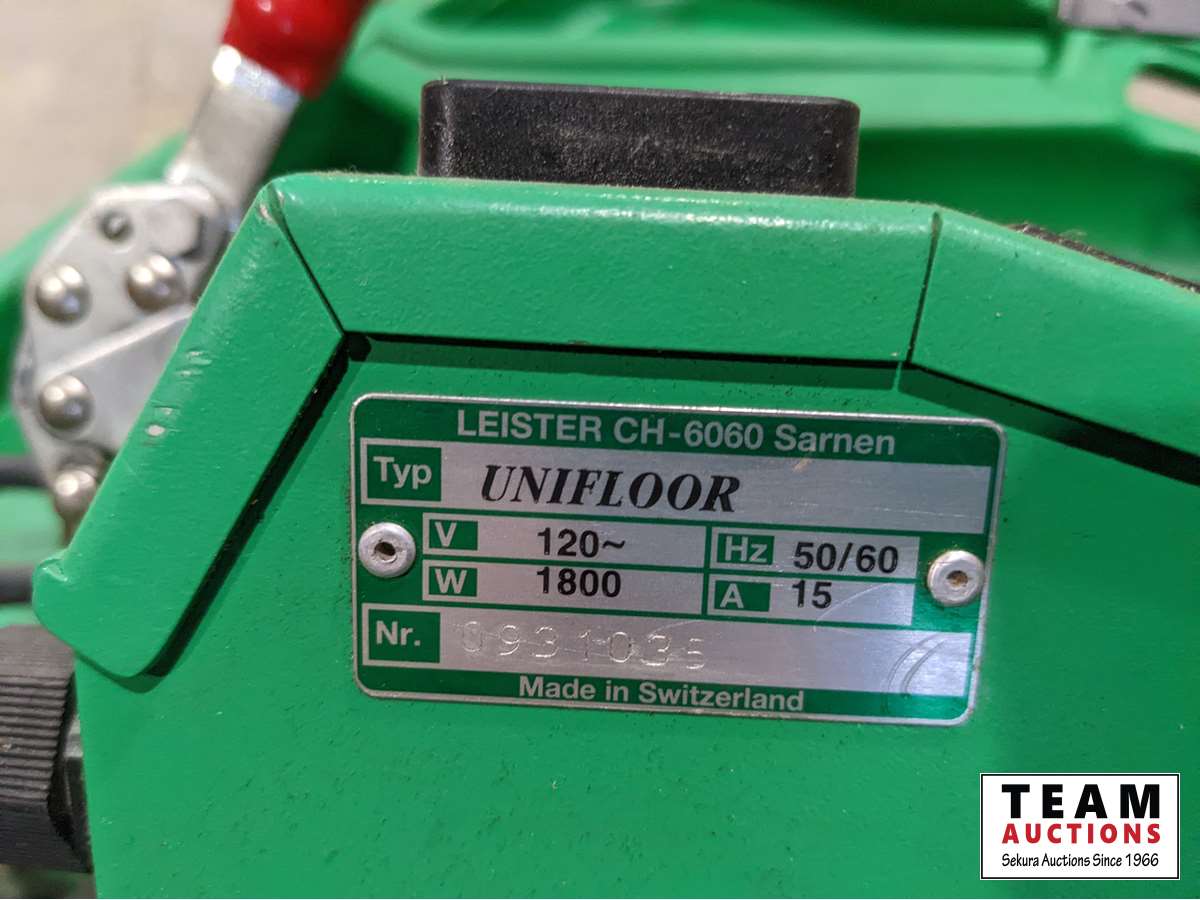 LEISTER CH-6060 Sarnen
Typ UNIFLOOR
V 120~ Hz 50/60
W 1800 A 15
Nr. 0931035
Made in Switzerland
TEAM
AUCTIONS
Sekura Auctions Since 1966